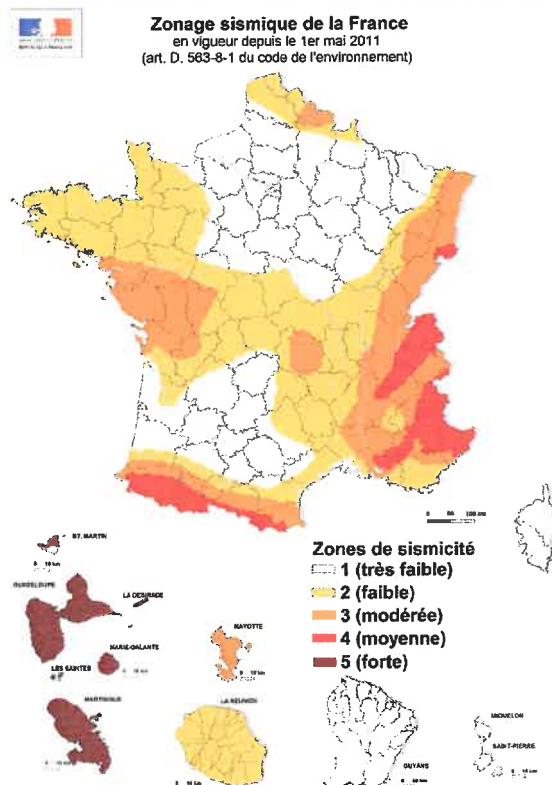 Zonage sismique de la France
en vigueur depuis le 1er mai 2011
(art. D. 563-8-1 du code de l'environnement)
ST. MARTIN
GUADELOUPE
LA DESIRADE
MARIE-GALANTE
LES SAINTES
MAYOTTE
MARTINIQUE
LA REUNION
Zones de sismicité
1 (très faible)
2 (faible)
3 (modérée)
4 (moyenne)
5 (forte)
GUYANE
MIQUELON
SAINT-PIERRE